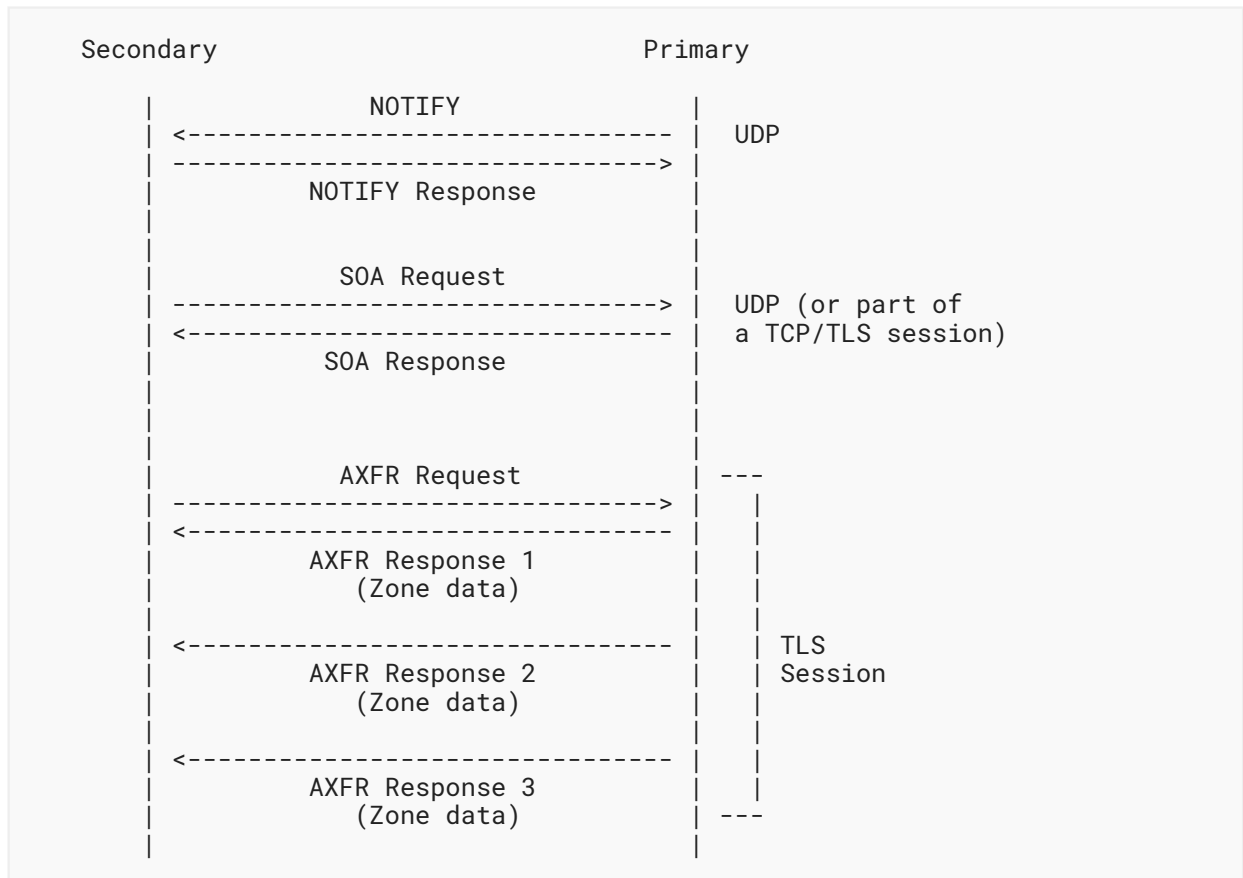 Secondary                            Primary

    |              NOTIFY               |
    | <-------------------------------- |  UDP
    | --------------------------------> |
    |          NOTIFY Response          |
    |                                   |
    |                                   |
    |            SOA Request            |
    | --------------------------------> |  UDP (or part of
    | <-------------------------------- |  a TCP/TLS session)
    |           SOA Response            |
    |                                   |
    |                                   |
    |                                   |
    |            AXFR Request           | ---
    | --------------------------------> |   |
    | <-------------------------------- |   |
    |          AXFR Response 1          |   |
    |             (Zone data)           |   |
    |                                   |   |
    | <-------------------------------- |   | TLS
    |          AXFR Response 2          |   | Session
    |             (Zone data)           |   |
    |                                   |   |
    | <-------------------------------- |   |
    |          AXFR Response 3          |   |
    |             (Zone data)           | ---
    |                                   |